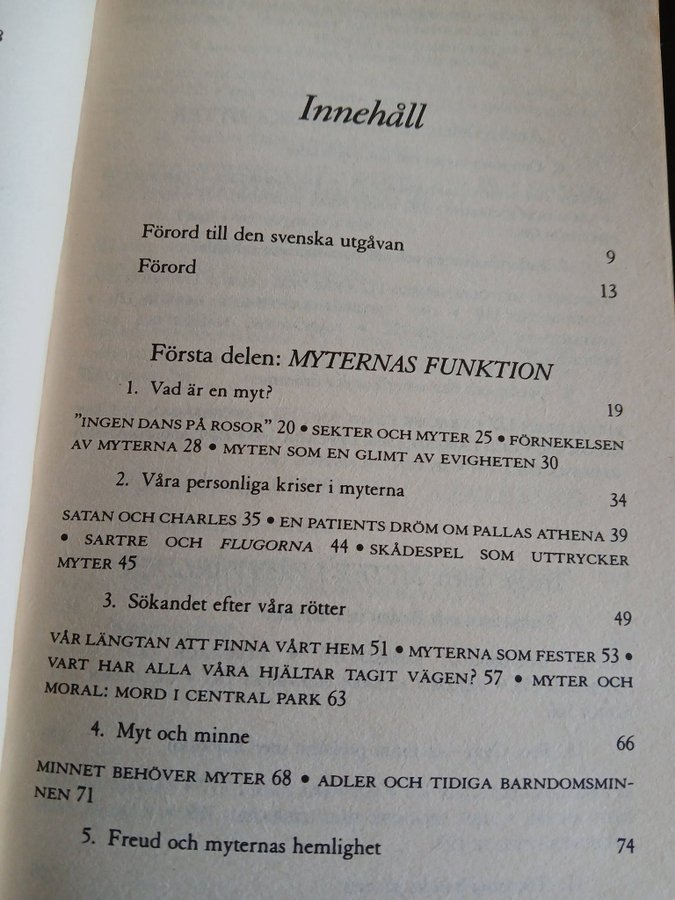 Innehåll
Förord till den svenska utgåvan 9
Förord 13
Första delen: MYTERNAS FUNKTION
1. Vad är en myt? 19
"INGEN DANS PÅ ROSOR" 20 • SEKTER OCH MYTER 25 • FÖRNEKELSEN
AV MYTERNA 28 • MYTEN SOM EN GLIMT AV EVIGHETEN 30
2. Våra personliga kriser i myterna 34
SATAN OCH CHARLES 35 • EN PATIENTS DRÖM OM PALLAS ATHENA 39
• SARTRE OCH FLUGORNA 44 • SKÅDESPEL SOM UTTRYCKER
MYTER 45
3. Sökandet efter våra rötter 49
VÅR LÄNGTAN ATT FINNA VÅRT HEM 51 • MYTERNA SOM FESTER 53 •
VART HAR ALLA VÅRA HJÄLTAR TAGIT VÄGEN? 57 • MYTER OCH
MORAL: MORD I CENTRAL PARK 63
4. Myt och minne 66
MINNET BEHÖVER MYTER 68 • ADLER OCH TIDIGA BARNDOMSMIN-
NEN 71
5. Freud och myternas hemlighet 74